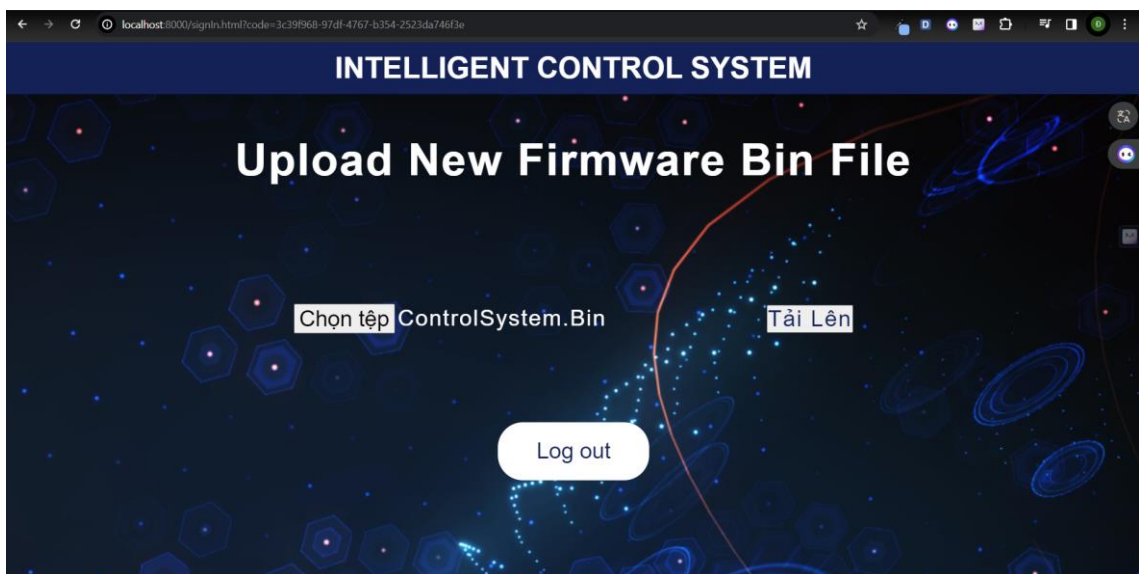 localhost:8000/signIn.html?code=3c39f968-97df-4767-b354-2523da746f3e
INTELLIGENT CONTROL SYSTEM
Upload New Firmware Bin File
Chọn tệp ControlSystem.Bin Tải Lên
Log out